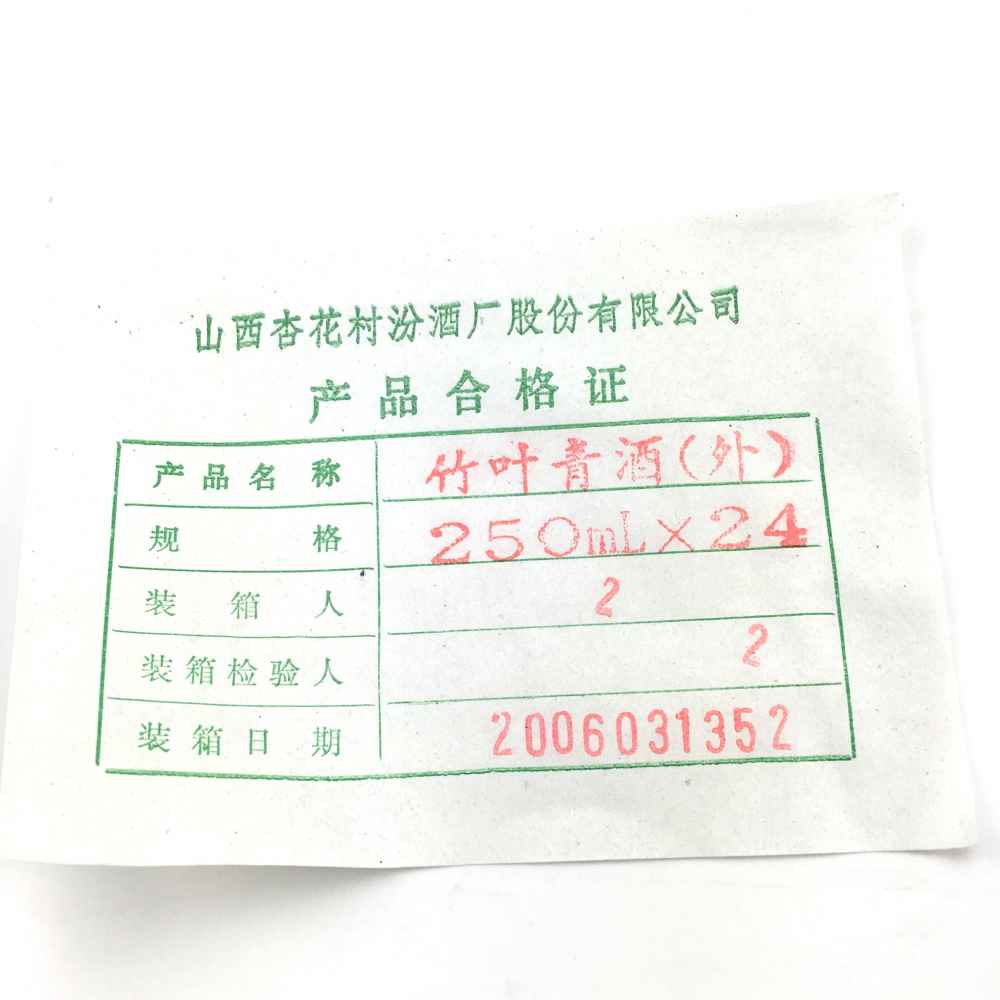 山西杏花村汾酒厂股份有限公司
产品合格证
产品名称 竹叶青酒(外)
规格 250mL×24
装箱人 2
装箱检验人 2
装箱日期 2006031352